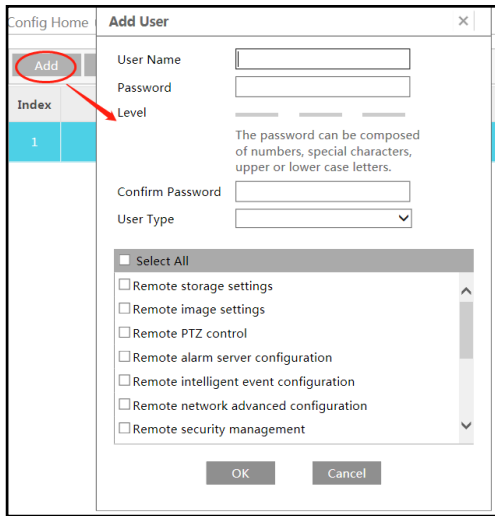 Config Home
Add User
Add
User Name
Password
Index
Level
1
The password can be composed
of numbers, special characters,
upper or lower case letters.
Confirm Password
User Type
Select All
Remote storage settings
Remote image settings
Remote PTZ control
Remote alarm server configuration
Remote intelligent event configuration
Remote network advanced configuration
Remote security management
OK
Cancel